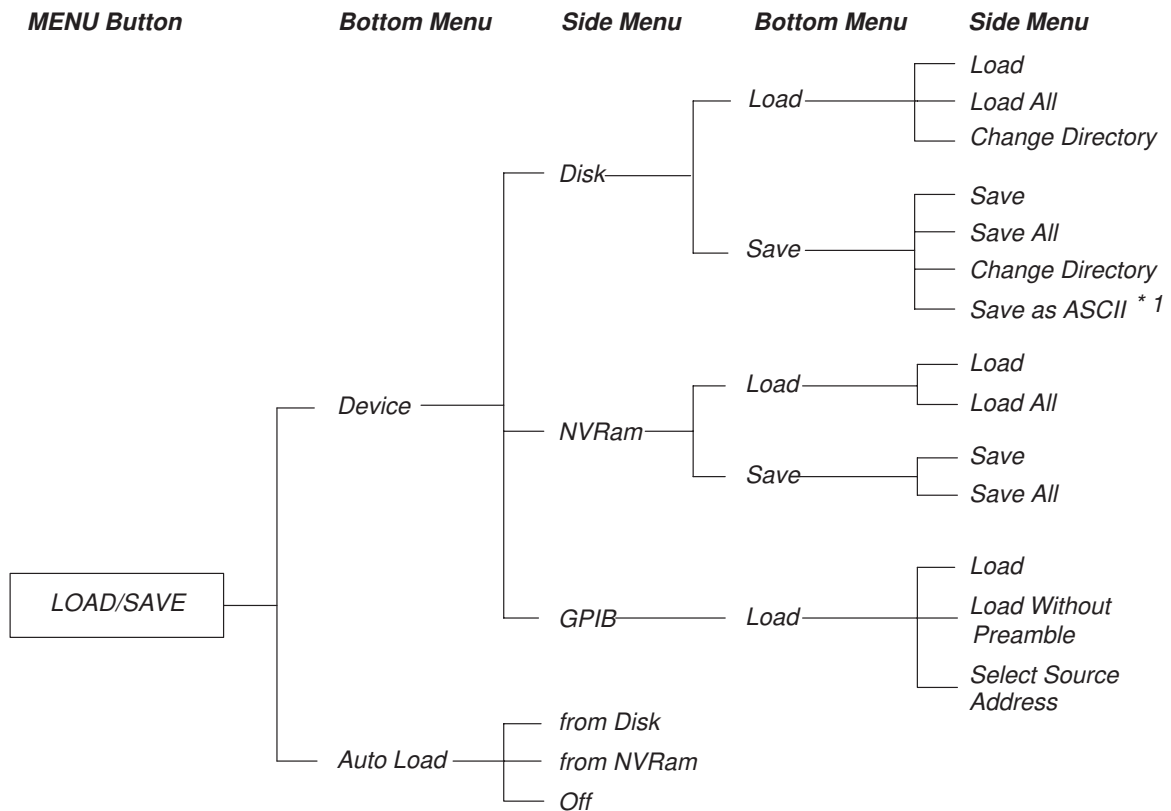 MENU Button Bottom Menu Side Menu Bottom Menu Side Menu
Load
Load
Load All
Change Directory
Disk
Save
Save
Save All
Change Directory
Save as ASCII * 1
Device
NVRam
Load
Load
Load All
Save
Save
Save All
LOAD/SAVE
GPIB
Load
Load
Load Without
Preamble
Select Source
Address
Auto Load
from Disk
from NVRam
Off